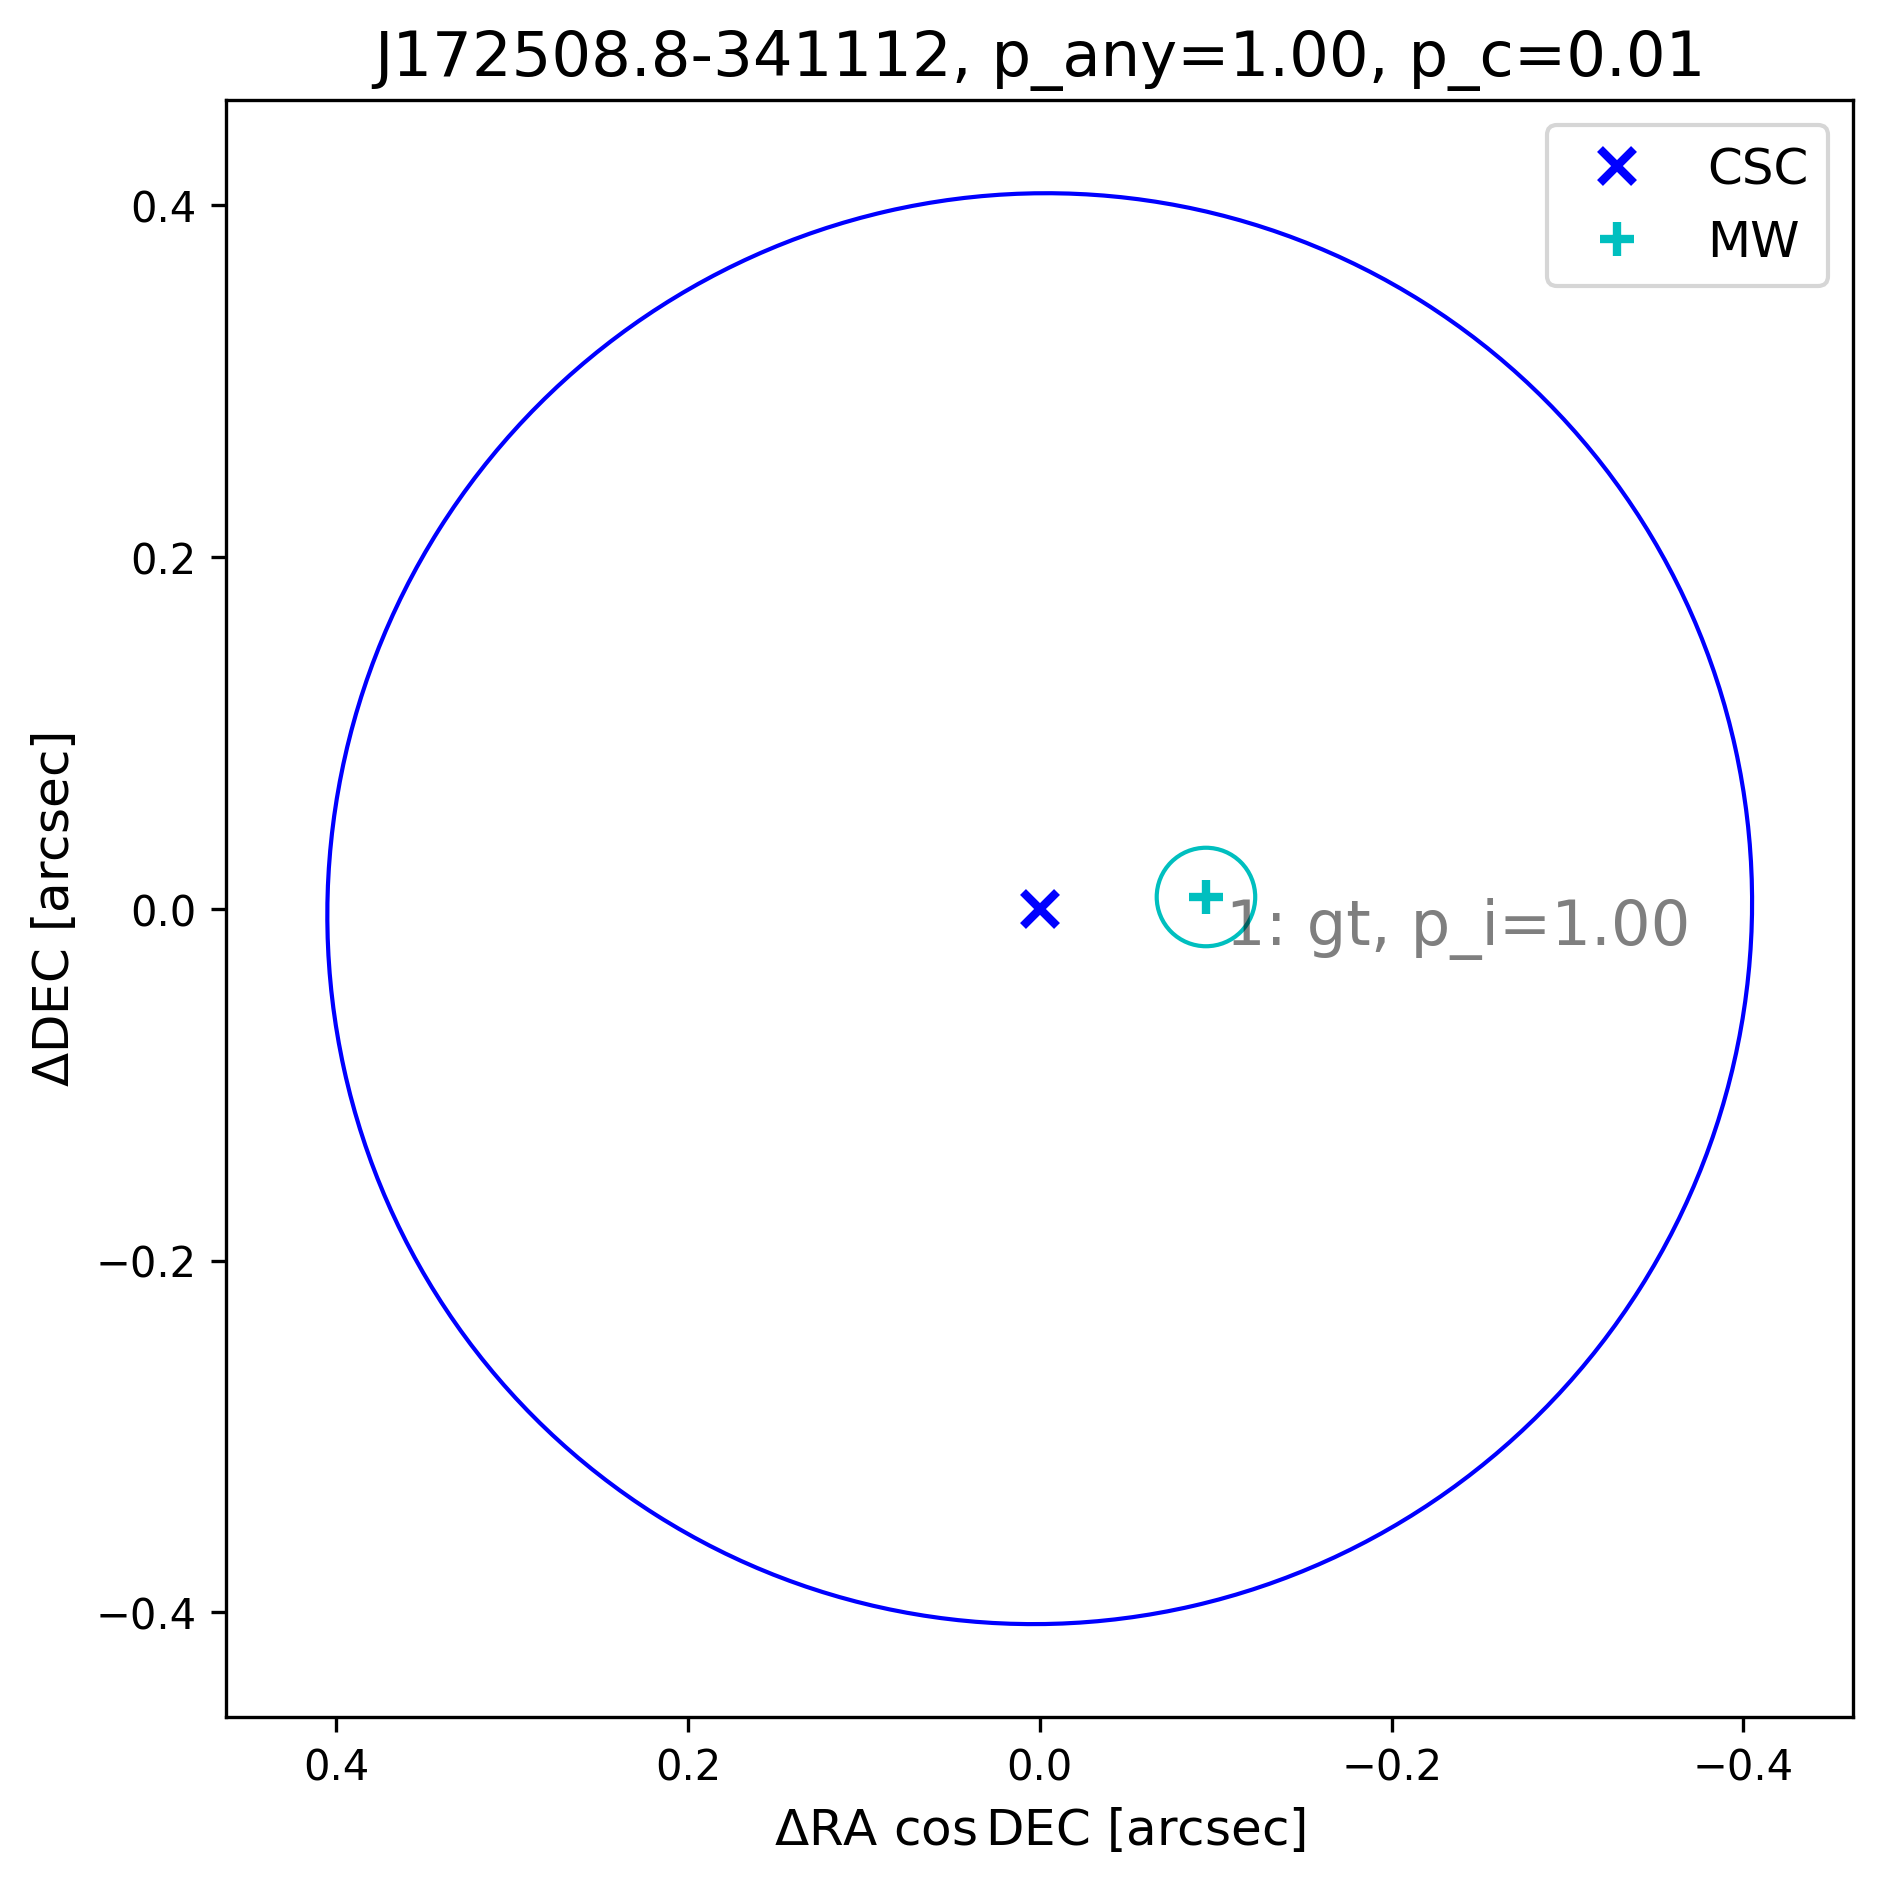 J172508.8-341112, p_any=1.00, p_c=0.01
CSC
MW
0.4
0.2
0.0
−0.2
−0.4
ΔDEC [arcsec]
1: gt, p_i=1.00
0.4
0.2
0.0
−0.2
−0.4
ΔRA cos DEC [arcsec]